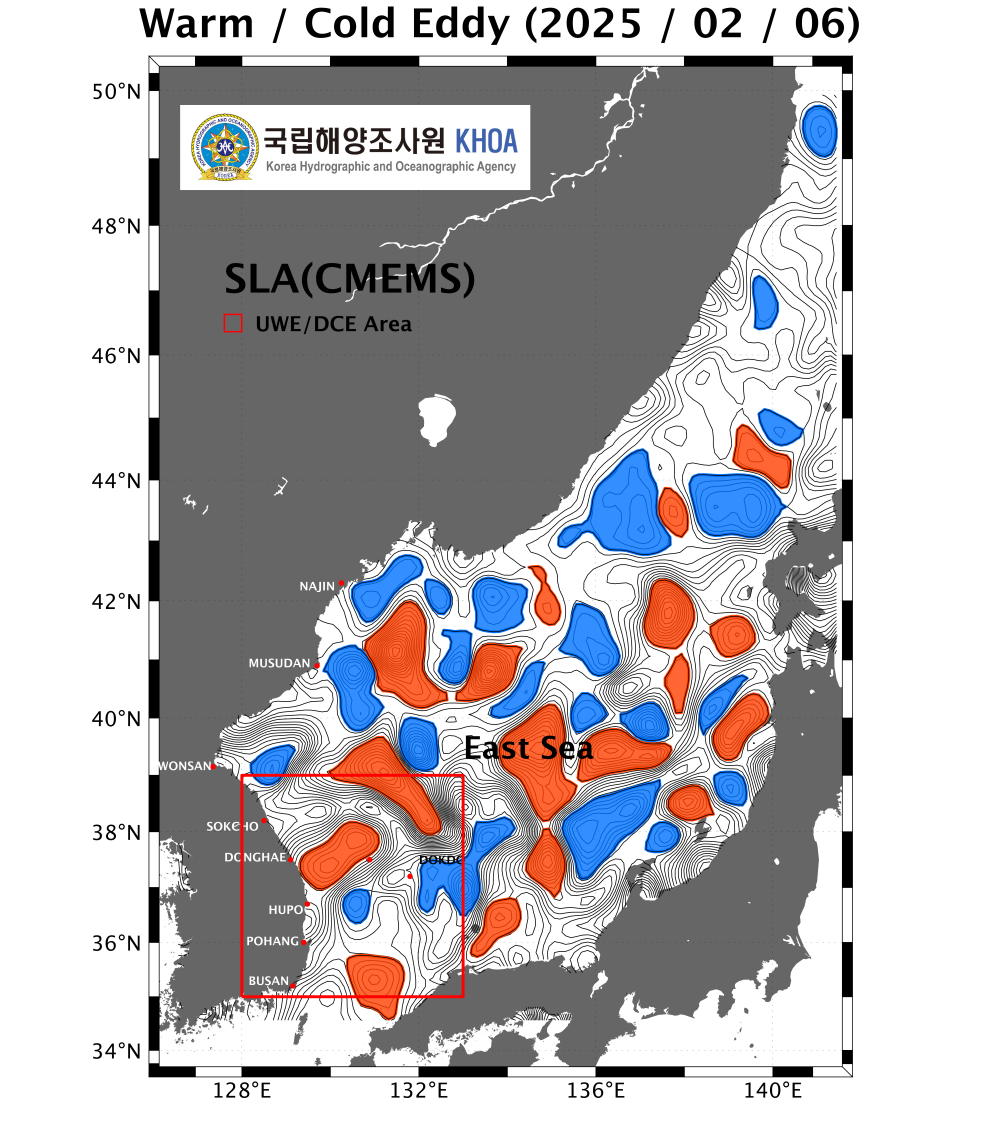 Warm / Cold Eddy (2025 / 02 / 06)
50°N
국립해양조사원 KHOA
Korea Hydrographic and Oceanographic Agency
48°N
SLA(CMEMS)
UWE/DCE Area
46°N
44°N
NAJIN
42°N
MUSUDAN
40°N
East Sea
WONSAN
SOKCHO
38°N
DONGHAE
DOKDO
HUPO
36°N
POHANG
BUSAN
34°N
128°E
132°E
136°E
140°E